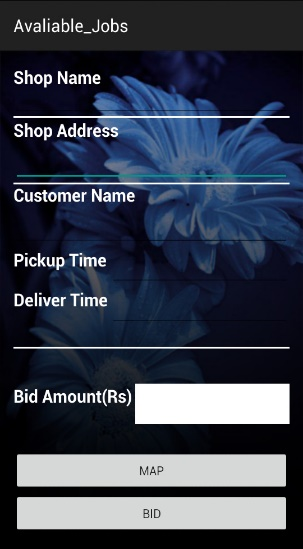 Avaliable_Jobs
Shop Name
Shop Address
Customer Name
Pickup Time
Deliver Time
Bid Amount(Rs)
MAP
BID